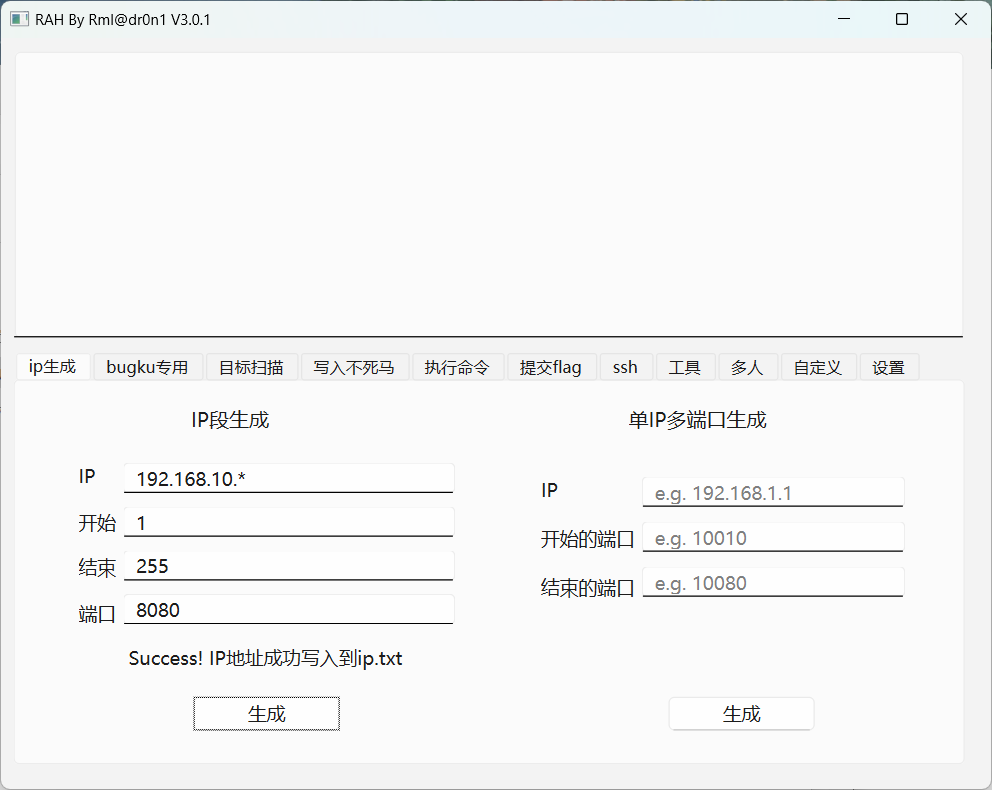 RAH By Rml@dr0n1 V3.0.1
ip生成 bugku专用 目标扫描 写入不死马 执行命令 提交flag ssh 工具 多人 自定义 设置
IP段生成
IP 192.168.10.*
开始 1
结束 255
端口 8080
Success! IP地址成功写入到ip.txt
生成
单IP多端口生成
IP e.g. 192.168.1.1
开始的端口 e.g. 10010
结束的端口 e.g. 10080
生成